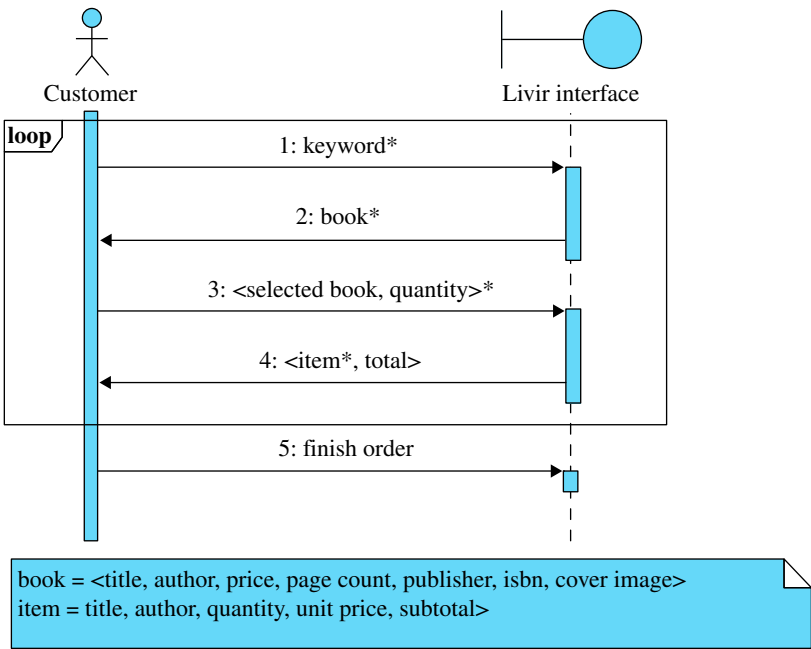 Customer
Livir interface
loop
1: keyword*
2: book*
3: <selected book, quantity>*
4: <item*, total>
5: finish order
book = <title, author, price, page count, publisher, isbn, cover image>
item = title, author, quantity, unit price, subtotal>